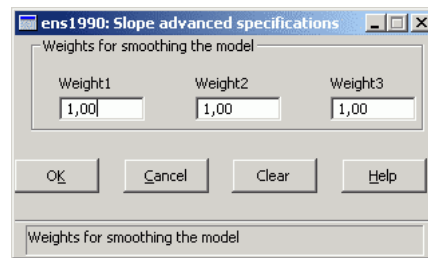 ens1990: Slope advanced specifications
Weights for smoothing the model
Weight1 Weight2 Weight3
1,00 1,00 1,00
OK Cancel Clear Help
Weights for smoothing the model